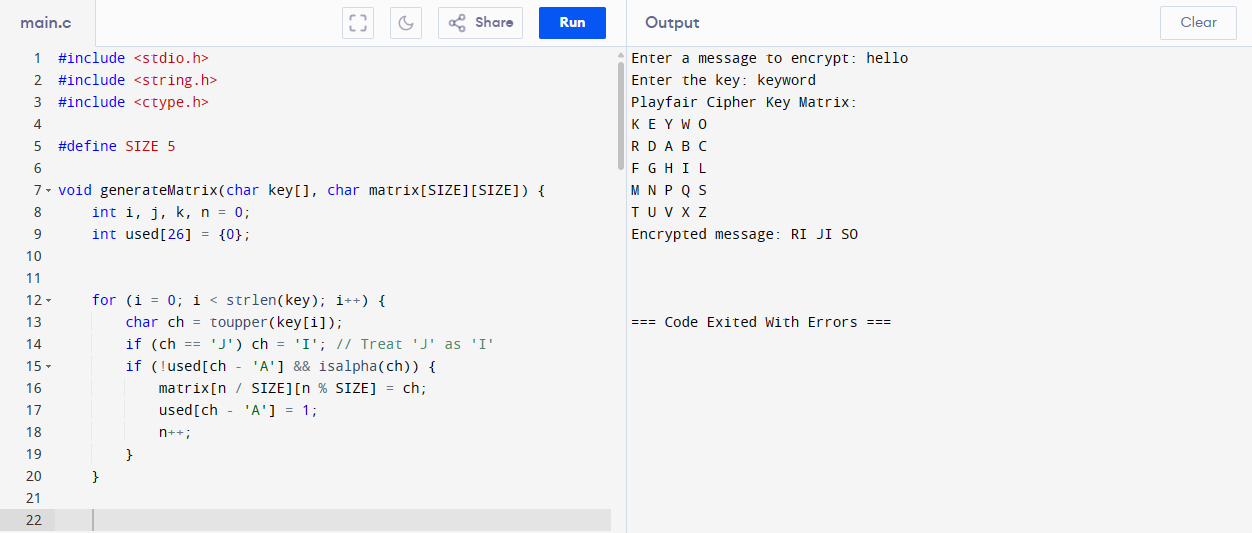 main.c
Share
Run
Output
Clear
1 #include <stdio.h>
2 #include <string.h>
3 #include <ctype.h>
4
5 #define SIZE 5
6
7 void generateMatrix(char key[], char matrix[SIZE][SIZE]) {
8     int i, j, k, n = 0;
9     int used[26] = {0};
10
11
12     for (i = 0; i < strlen(key); i++) {
13         char ch = toupper(key[i]);
14         if (ch == 'J') ch = 'I'; // Treat 'J' as 'I'
15         if (!used[ch - 'A'] && isalpha(ch)) {
16             matrix[n / SIZE][n % SIZE] = ch;
17             used[ch - 'A'] = 1;
18             n++;
19         }
20     }
21
22
Enter a message to encrypt: hello
Enter the key: keyword
Playfair Cipher Key Matrix:
K E Y W O
R D A B C
F G H I L
M N P Q S
T U V X Z
Encrypted message: RI JI SO
=== Code Exited With Errors ===